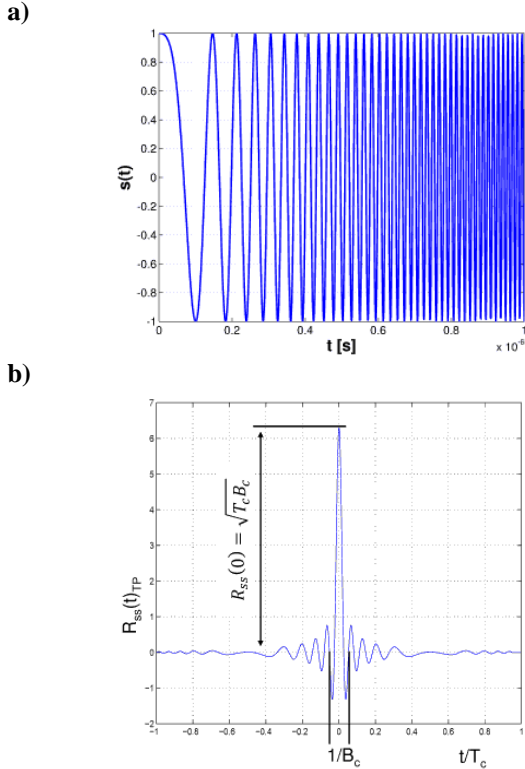 a)
1
0.8
0.6
0.4
0.2
0
-0.2
-0.4
-0.6
-0.8
-1
s(t)
0 0.2 0.4 0.6 0.8 1
t [s]
x 10⁻⁶
b)
7
6
5
4
3
2
1
0
-1
-2
R_ss(t)_TP
R_ss(0) = √T_cB_c
-1 -0.8 -0.6 -0.4 -0.2 0 0.2 0.4 0.6 0.8 1
1/B_c
t/T_c